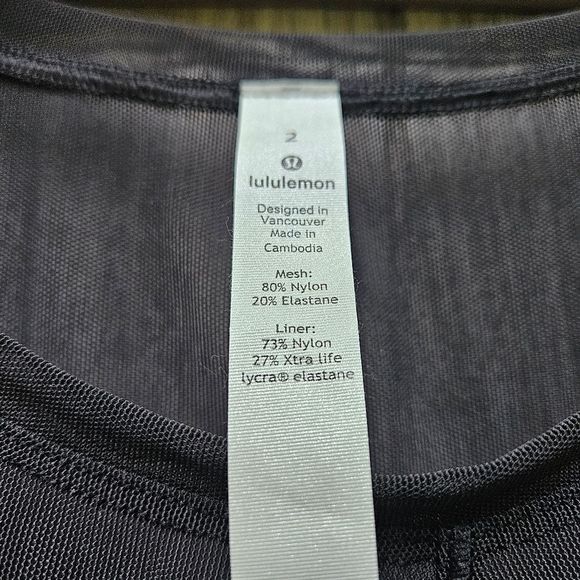 2
lululemon
Designed in
Vancouver
Made in
Cambodia
Mesh:
80% Nylon
20% Elastane
Liner:
73% Nylon
27% Xtra life
lycra® elastane